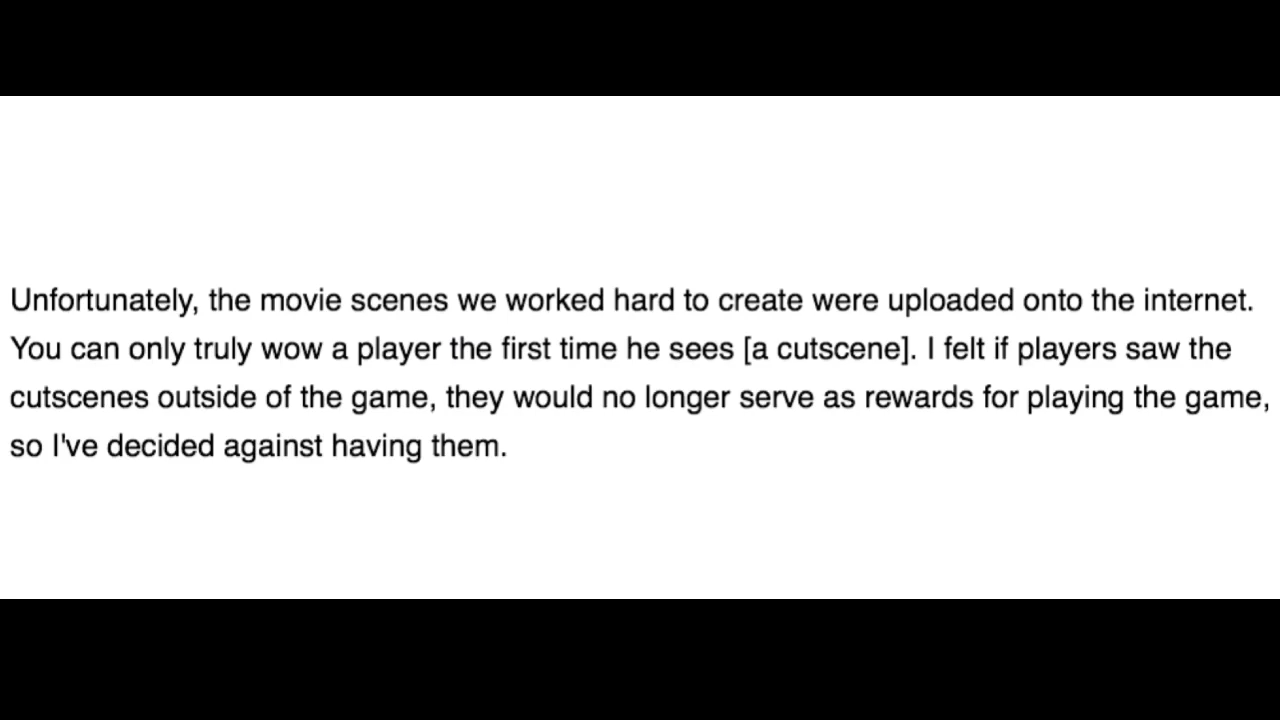 Unfortunately, the movie scenes we worked hard to create were uploaded onto the internet.
You can only truly wow a player the first time he sees [a cutscene]. I felt if players saw the
cutscenes outside of the game, they would no longer serve as rewards for playing the game,
so I've decided against having them.